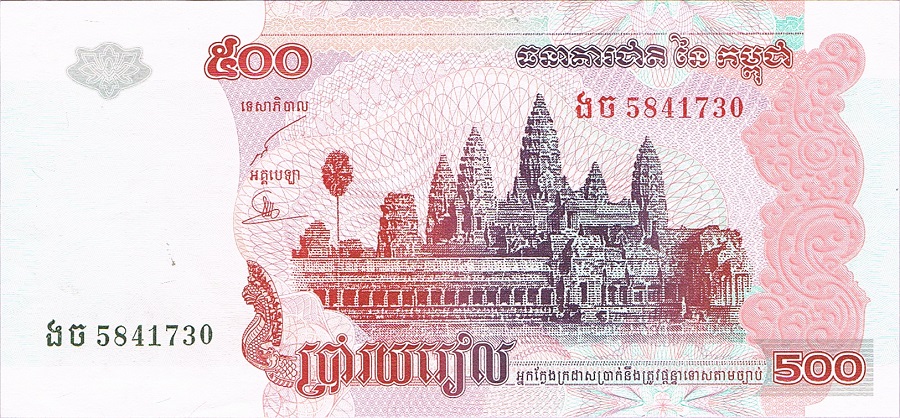 ៥០០
ធនាគារជាតិ នៃ កម្ពុជា
ទេសាភិបាល
ងច 5841730
អគ្គបេឡា
ងច 5841730
ប្រាំរយរៀល
អ្នកក្លែងក្រដាសប្រាក់នឹងត្រូវផ្តន្ទាទោសតាមច្បាប់
500